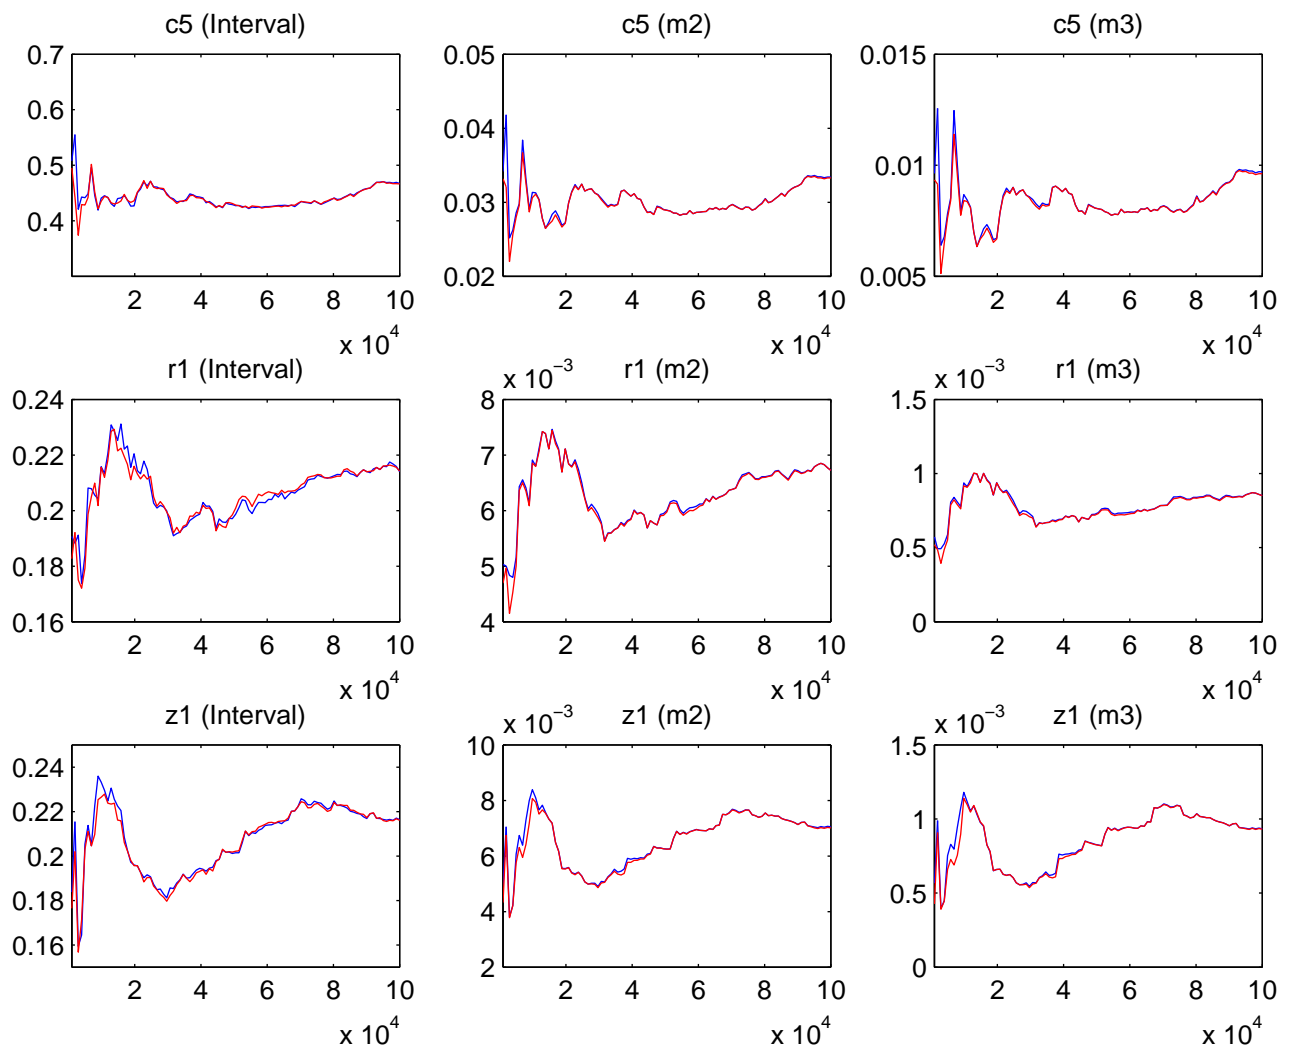 c5 (Interval)
0.7
0.6
0.5
0.4
2 4 6 8 10
x 10^4
c5 (m2)
0.05
0.04
0.03
0.02
2 4 6 8 10
x 10^4
c5 (m3)
0.015
0.01
0.005
2 4 6 8 10
x 10^4
r1 (Interval)
0.24
0.22
0.2
0.18
0.16
2 4 6 8 10
x 10^4
x 10^−3
r1 (m2)
8
7
6
5
4
2 4 6 8 10
x 10^4
x 10^−3
r1 (m3)
1.5
1
0.5
0
2 4 6 8 10
x 10^4
z1 (Interval)
0.24
0.22
0.2
0.18
0.16
2 4 6 8 10
x 10^4
x 10^−3
z1 (m2)
10
8
6
4
2
2 4 6 8 10
x 10^4
x 10^−3
z1 (m3)
1.5
1
0.5
0
2 4 6 8 10
x 10^4